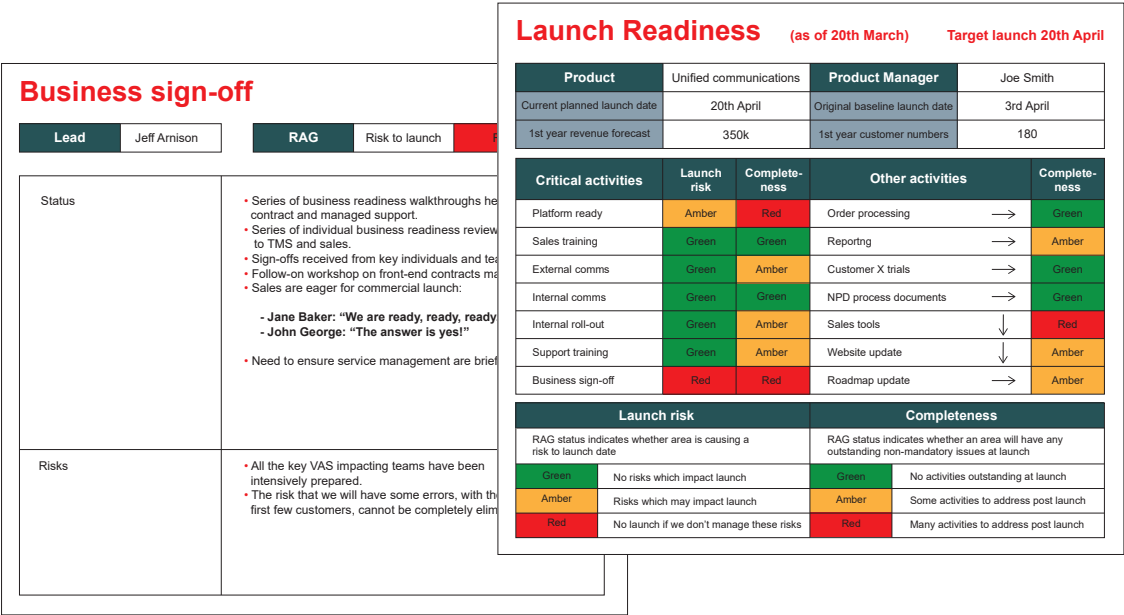 Business sign-off
Lead
Jeff Arnison
RAG
Risk to launch
Status
• Series of business readiness walkthroughs
contract and managed support.
• Series of individual business readiness
to TMS and sales.
• Sign-offs received from key individuals and
• Follow-on workshop on front-end contracts
• Sales are eager for commercial launch:
- Jane Baker: “We are ready, ready, ready
- John George: “The answer is yes!”
• Need to ensure service management are
Risks
• All the key VAS impacting teams have been
intensively prepared.
• The risk that we will have some errors, with
first few customers, cannot be completely
Launch Readiness (as of 20th March) Target launch 20th April
Product Unified communications Product Manager Joe Smith
Current planned launch date 20th April Original baseline launch date 3rd April
1st year revenue forecast 350k 1st year customer numbers 180
Critical activities
Launch
risk
Complete-
ness
Other activities
Complete-
ness
Platform ready Amber Red Order processing → Green
Sales training Green Green Reportng → Amber
External comms Green Amber Customer X trials → Green
Internal comms Green Green NPD process documents → Green
Internal roll-out Green Amber Sales tools ↓ Red
Support training Green Amber Website update ↓ Amber
Business sign-off Red Red Roadmap update → Amber
Launch risk
RAG status indicates whether area is causing a
risk to launch date
Green No risks which impact launch
Amber Risks which may impact launch
Red No launch if we don’t manage these risks
Completeness
RAG status indicates whether an area will have any
outstanding non-mandatory issues at launch
Green No activities outstanding at launch
Amber Some activities to address post launch
Red Many activities to address post launch